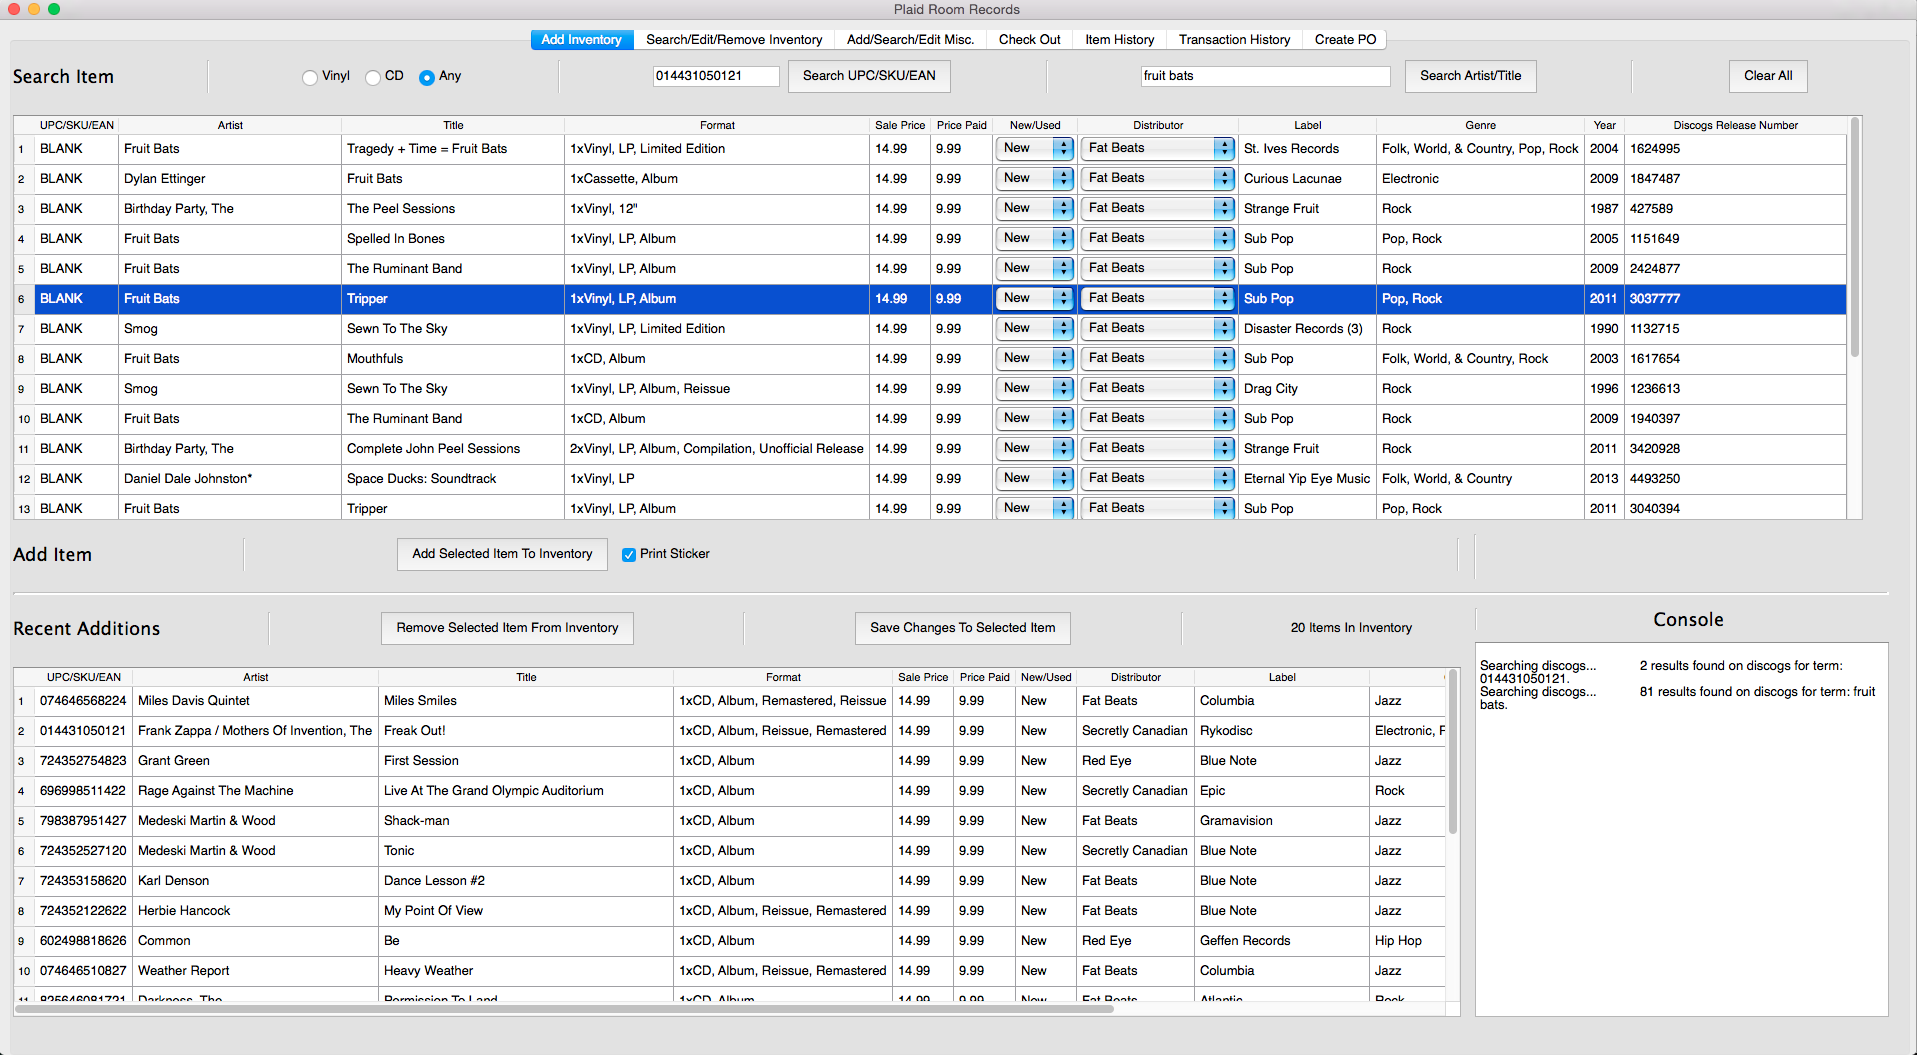 Plaid Room Records
Add Inventory Search/Edit/Remove Inventory Add/Search/Edit Misc. Check Out Item History Transaction History Create PO
Search Item Vinyl CD Any 014431050121 Search UPC/SKU/EAN fruit bats Search Artist/Title Clear All
UPC/SKU/EAN Artist Title Format Sale Price Price Paid New/Used Distributor Label Genre Year Discogs Release Number
1 BLANK Fruit Bats Tragedy + Time = Fruit Bats 1xVinyl, LP, Limited Edition 14.99 9.99 New Fat Beats St. Ives Records Folk, World, & Country, Pop, Rock 2004 1624995
2 BLANK Dylan Ettinger Fruit Bats 1xCassette, Album 14.99 9.99 New Fat Beats Curious Lacunae Electronic 2009 1847487
3 BLANK Birthday Party, The The Peel Sessions 1xVinyl, 12" 14.99 9.99 New Fat Beats Strange Fruit Rock 1987 427589
4 BLANK Fruit Bats Spelled In Bones 1xVinyl, LP, Album 14.99 9.99 New Fat Beats Sub Pop Pop, Rock 2005 1151649
5 BLANK Fruit Bats The Ruminant Band 1xVinyl, LP, Album 14.99 9.99 New Fat Beats Sub Pop Rock 2009 2424877
6 BLANK Fruit Bats Tripper 1xVinyl, LP, Album 14.99 9.99 New Fat Beats Sub Pop Pop, Rock 2011 3037777
7 BLANK Smog Sewn To The Sky 1xVinyl, LP, Limited Edition 14.99 9.99 New Fat Beats Disaster Records (3) Rock 1990 1132715
8 BLANK Fruit Bats Mouthfuls 1xCD, Album 14.99 9.99 New Fat Beats Sub Pop Folk, World, & Country, Rock 2003 1617654
9 BLANK Smog Sewn To The Sky 1xVinyl, LP, Album, Reissue 14.99 9.99 New Fat Beats Drag City Rock 1996 1236613
10 BLANK Fruit Bats The Ruminant Band 1xCD, Album 14.99 9.99 New Fat Beats Sub Pop Rock 2009 1940397
11 BLANK Birthday Party, The Complete John Peel Sessions 2xVinyl, LP, Album, Compilation, Unofficial Release 14.99 9.99 New Fat Beats Strange Fruit Rock 2011 3420928
12 BLANK Daniel Dale Johnston* Space Ducks: Soundtrack 1xVinyl, LP 14.99 9.99 New Fat Beats Eternal Yip Eye Music Folk, World, & Country 2013 4493250
13 BLANK Fruit Bats Tripper 1xVinyl, LP, Album 14.99 9.99 New Fat Beats Sub Pop Pop, Rock 2011 3040394
Add Item Add Selected Item To Inventory Print Sticker
Recent Additions Remove Selected Item From Inventory Save Changes To Selected Item 20 Items In Inventory
UPC/SKU/EAN Artist Title Format Sale Price Price Paid New/Used Distributor Label
1 074646568224 Miles Davis Quintet Miles Smiles 1xCD, Album, Remastered, Reissue 14.99 9.99 New Fat Beats Columbia Jazz
2 014431050121 Frank Zappa / Mothers Of Invention, The Freak Out! 1xCD, Album, Reissue, Remastered 14.99 9.99 New Secretly Canadian Rykodisc Electronic, F
3 724352754823 Grant Green First Session 1xCD, Album 14.99 9.99 New Red Eye Blue Note Jazz
4 696998511422 Rage Against The Machine Live At The Grand Olympic Auditorium 1xCD, Album 14.99 9.99 New Secretly Canadian Epic Rock
5 798387951427 Medeski Martin & Wood Shack-man 1xCD, Album 14.99 9.99 New Fat Beats Gramavision Jazz
6 724352527120 Medeski Martin & Wood Tonic 1xCD, Album 14.99 9.99 New Secretly Canadian Blue Note Jazz
7 724353158620 Karl Denson Dance Lesson #2 1xCD, Album 14.99 9.99 New Fat Beats Blue Note Jazz
8 724352122622 Herbie Hancock My Point Of View 1xCD, Album, Reissue, Remastered 14.99 9.99 New Fat Beats Blue Note Jazz
9 602498818626 Common Be 1xCD, Album 14.99 9.99 New Red Eye Geffen Records Hip Hop
10 074646510827 Weather Report Heavy Weather 1xCD, Album, Reissue, Remastered 14.99 9.99 New Fat Beats Columbia Jazz
11 825646081721 Darkness, The Permission To Land 1xCD, Album 14.99 9.99 New Fat Beats Atlantic Rock
Console
Searching discogs... 2 results found on discogs for term:
014431050121.
Searching discogs... 81 results found on discogs for term: fruit
bats.